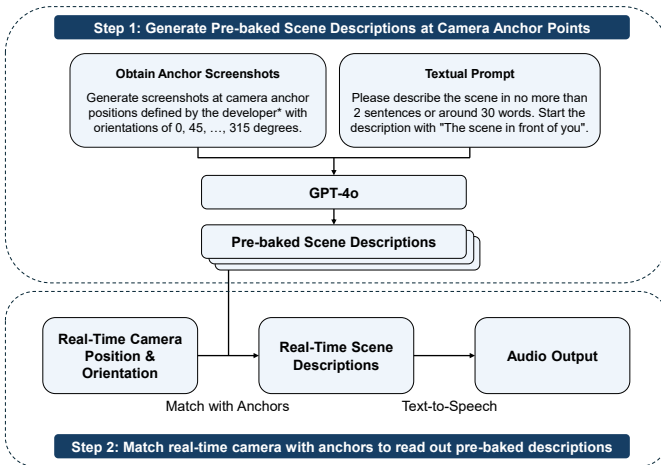 Step 1: Generate Pre-baked Scene Descriptions at Camera Anchor Points
Obtain Anchor Screenshots
Generate screenshots at camera anchor
positions defined by the developer* with
orientations of 0, 45, …, 315 degrees.
Textual Prompt
Please describe the scene in no more than
2 sentences or around 30 words. Start the
description with "The scene in front of you".
GPT-4o
Pre-baked Scene Descriptions
Real-Time Camera
Position &
Orientation
Match with Anchors
Real-Time Scene
Descriptions
Text-to-Speech
Audio Output
Step 2: Match real-time camera with anchors to read out pre-baked descriptions